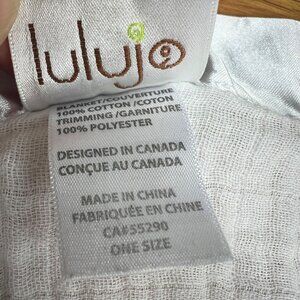 lulujo
BLANKET/COUVERTURE
100% COTTON /COTON
TRIMMING /GARNITURE
100% POLYESTER
DESIGNED IN CANADA
CONÇUE AU CANADA
MADE IN CHINA
FABRIQUÉE EN CHINE
CA#55290
ONE SIZE